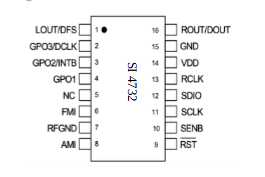 LOUT/DFS 1 16 ROUT/DOUT
GPO3/DCLK 2 15 GND
GPO2/INTB 3 14 VDD
GPO1 4 13 RCLK
NC 5 12 SDIO
FMI 6 11 SCLK
RFGND 7 10 SENB
AMI 8 9 RST
SI 4732